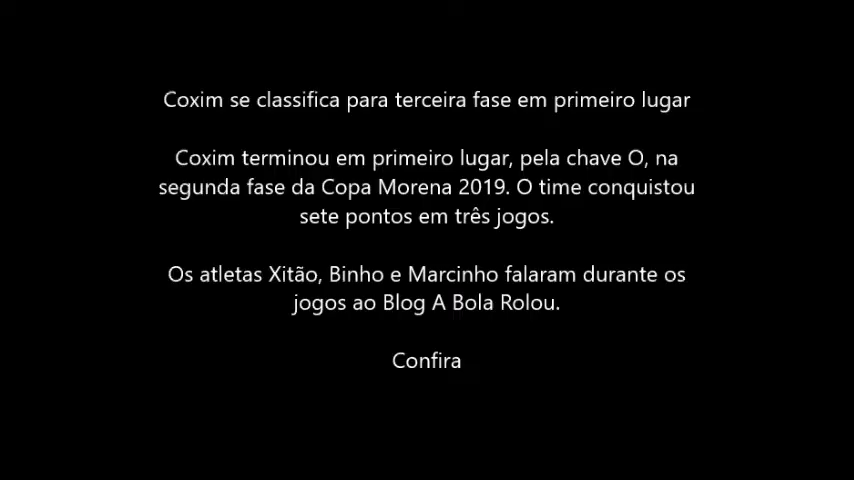 Coxim se classifica para terceira fase em primeiro lugar
Coxim terminou em primeiro lugar, pela chave O, na
segunda fase da Copa Morena 2019. O time conquistou
sete pontos em três jogos.
Os atletas Xitão, Binho e Marcinho falaram durante os
jogos ao Blog A Bola Rolou.
Confira